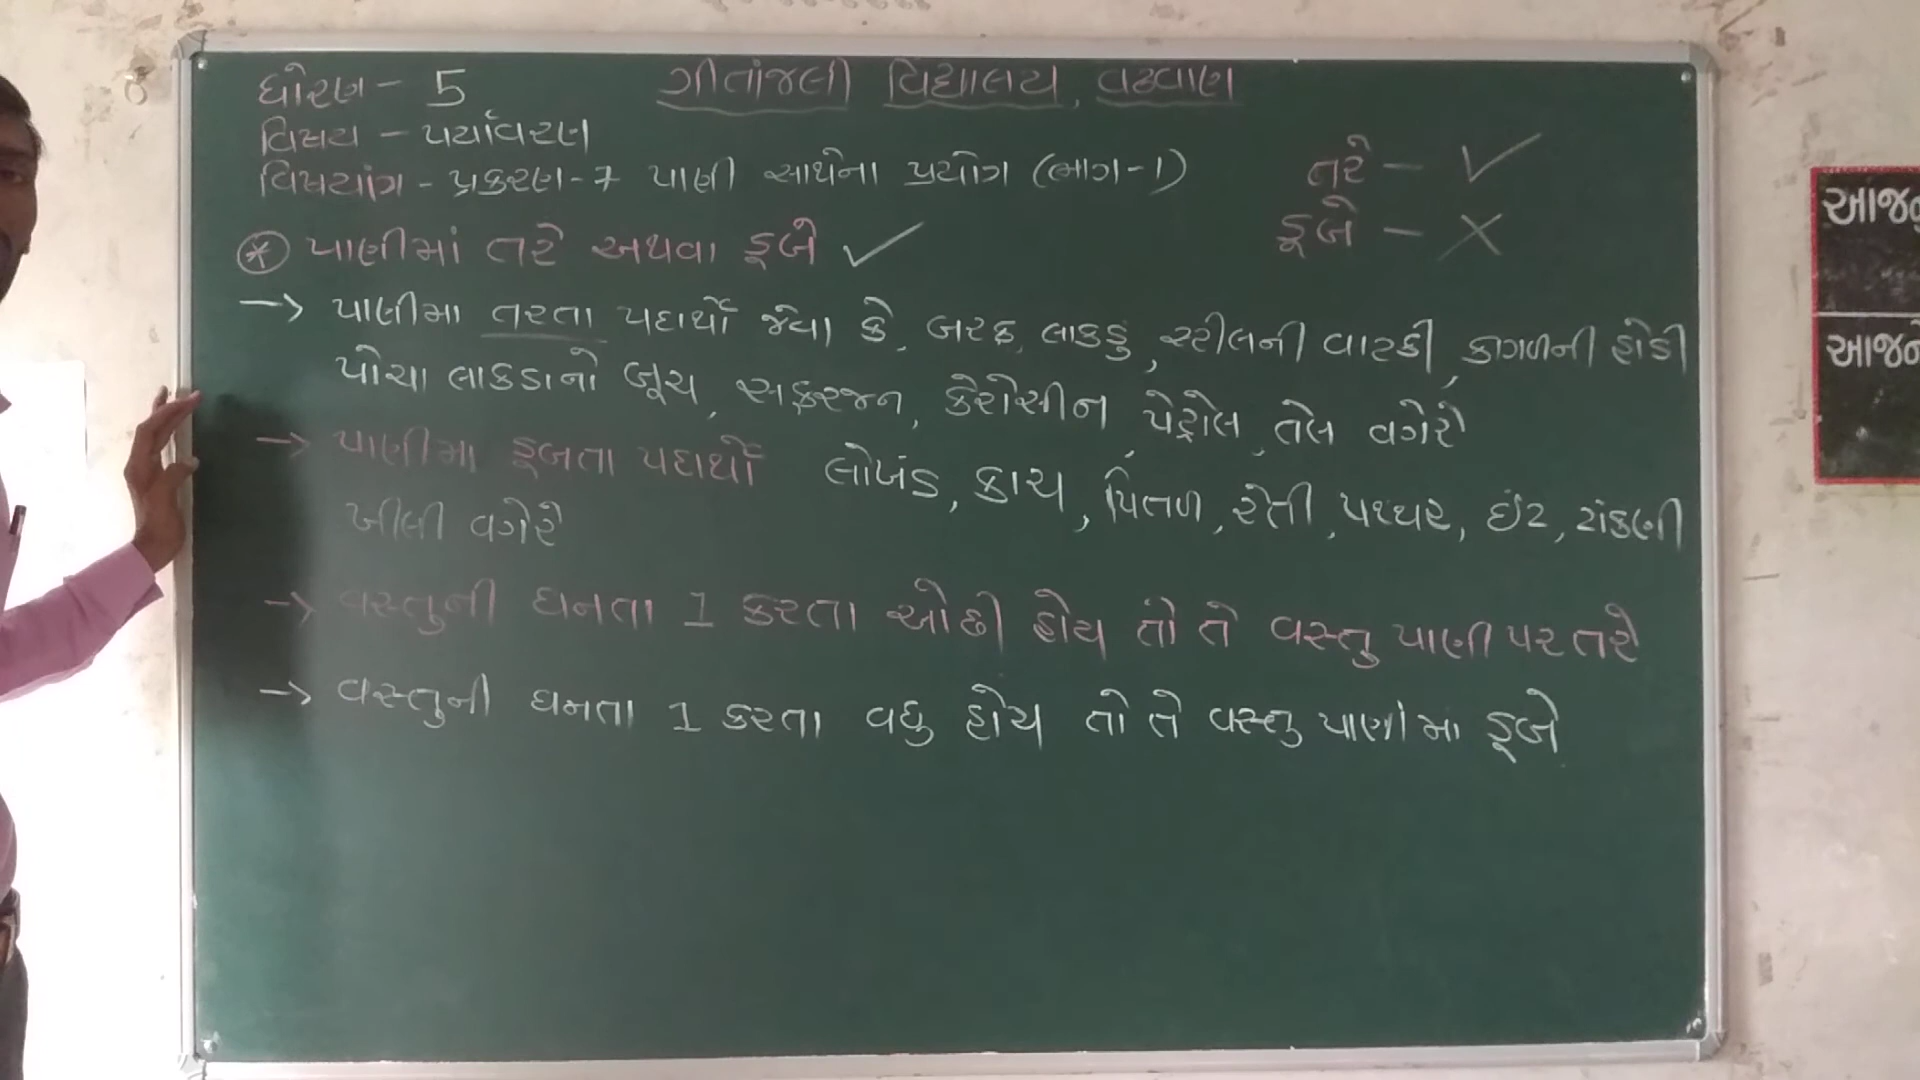 ધોરણ - 5
ગીતાંજલી વિદ્યાલય, વઢવાણ
વિષય - પર્યાવરણ
વિષયાંગ - પ્રકરણ - 7 પાણી સાથેના પ્રયોગ (ભાગ-1)
તરે - ✓
ડૂબે - ✗
* પાણીમાં તરે અથવા ડૂબે ✓
→ પાણીમા તરતા પદાર્થો જેવા કે, બરફ, લાકડું, સ્ટીલની વાટકી, કાગળની હોડી
પોચા લાકડાનો બૂચ, સફરજન, કેરોસીન, પેટ્રોલ, તેલ વગેરે
→ પાણીમા ડૂબતા પદાર્થો લોખંડ, કાચ, પિતળ, રેતી, પથ્થર, ઈંટ, ટાંકણી
ખીલી વગેરે
→ વસ્તુની ઘનતા 1 કરતા ઓછી હોય તો તે વસ્તુ પાણી પર તરે
→ વસ્તુની ઘનતા 1 કરતા વધુ હોય તો તે વસ્તુ પાણીમા ડૂબે